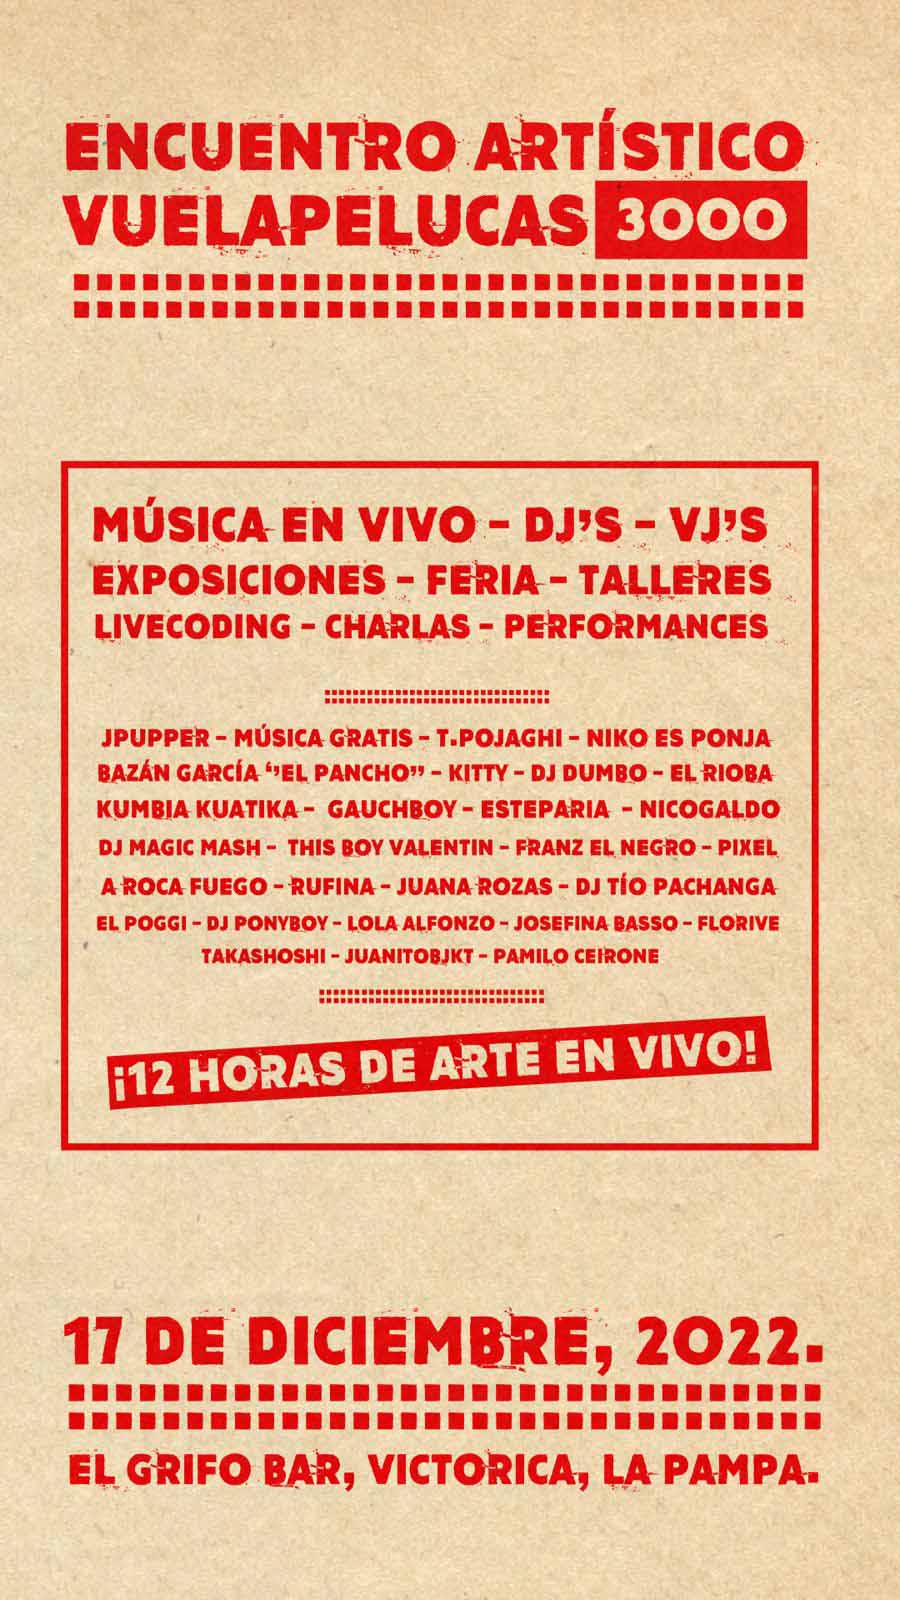 ENCUENTRO ARTÍSTICO
VUELAPELUCAS 3000
MÚSICA EN VIVO - DJ'S - VJ'S
EXPOSICIONES - FERIA - TALLERES
LIVECODING - CHARLAS - PERFORMANCES
JPUPPER - MÚSICA GRATIS - T.POJAGHI - NIKO ES PONJA
BAZÁN GARCÍA ‘’EL PANCHO” - KITTY - DJ DUMBO - EL RIOBA
KUMBIA KUATIKA - GAUCHBOY - ESTEPARIA - NICOGALDO
DJ MAGIC MASH - THIS BOY VALENTIN - FRANZ EL NEGRO - PIXEL
A ROCA FUEGO - RUFINA - JUANA ROZAS - DJ TÍO PACHANGA
EL POGGI - DJ PONYBOY - LOLA ALFONZO - JOSEFINA BASSO - FLORIVE
TAKASHOSHI - JUANITOBJKT - PAMILO CEIRONE
¡12 HORAS DE ARTE EN VIVO!
17 DE DICIEMBRE, 2022.
EL GRIFO BAR, VICTORICA, LA PAMPA.